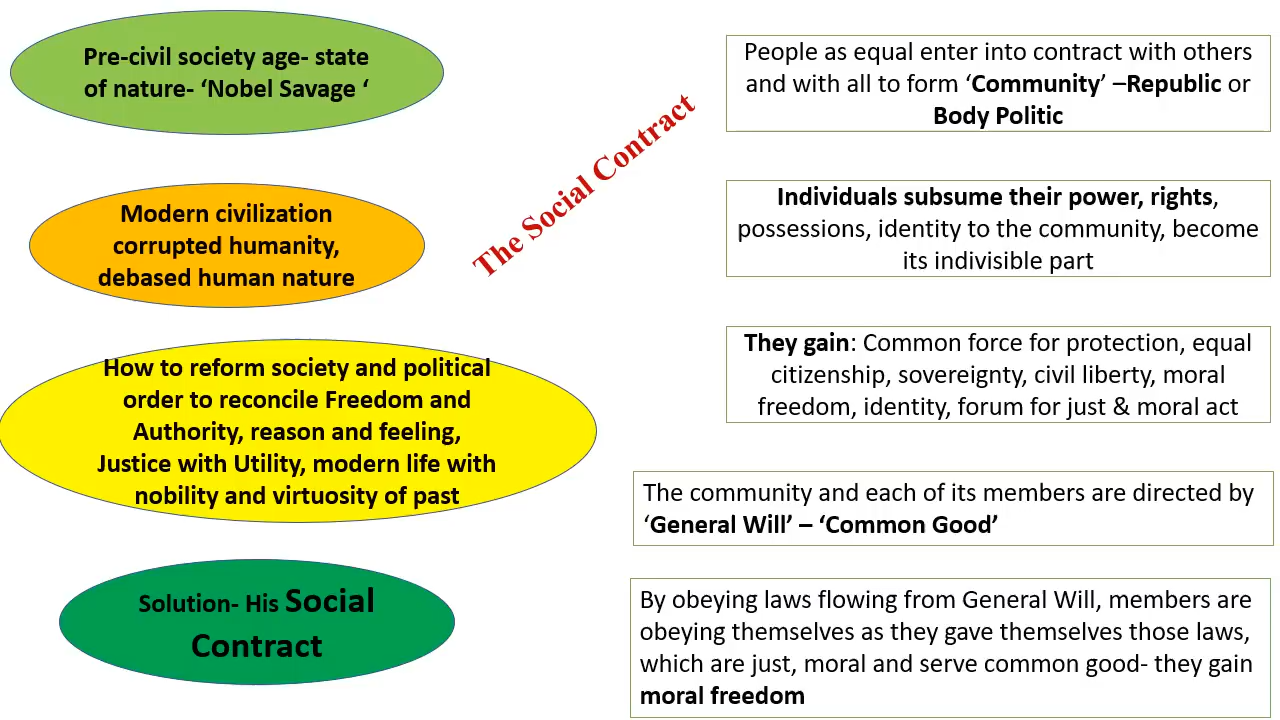 Pre-civil society age- state
of nature- ‘Nobel Savage ‘
Modern civilization
corrupted humanity,
debased human nature
How to reform society and political
order to reconcile Freedom and
Authority, reason and feeling,
Justice with Utility, modern life with
nobility and virtuosity of past
Solution- His Social
Contract
The Social Contract
People as equal enter into contract with others
and with all to form ‘Community’ –Republic or
Body Politic
Individuals subsume their power, rights,
possessions, identity to the community, become
its indivisible part
They gain: Common force for protection, equal
citizenship, sovereignty, civil liberty, moral
freedom, identity, forum for just & moral act
The community and each of its members are directed by
‘General Will’ – ‘Common Good’
By obeying laws flowing from General Will, members are
obeying themselves as they gave themselves those laws,
which are just, moral and serve common good- they gain
moral freedom